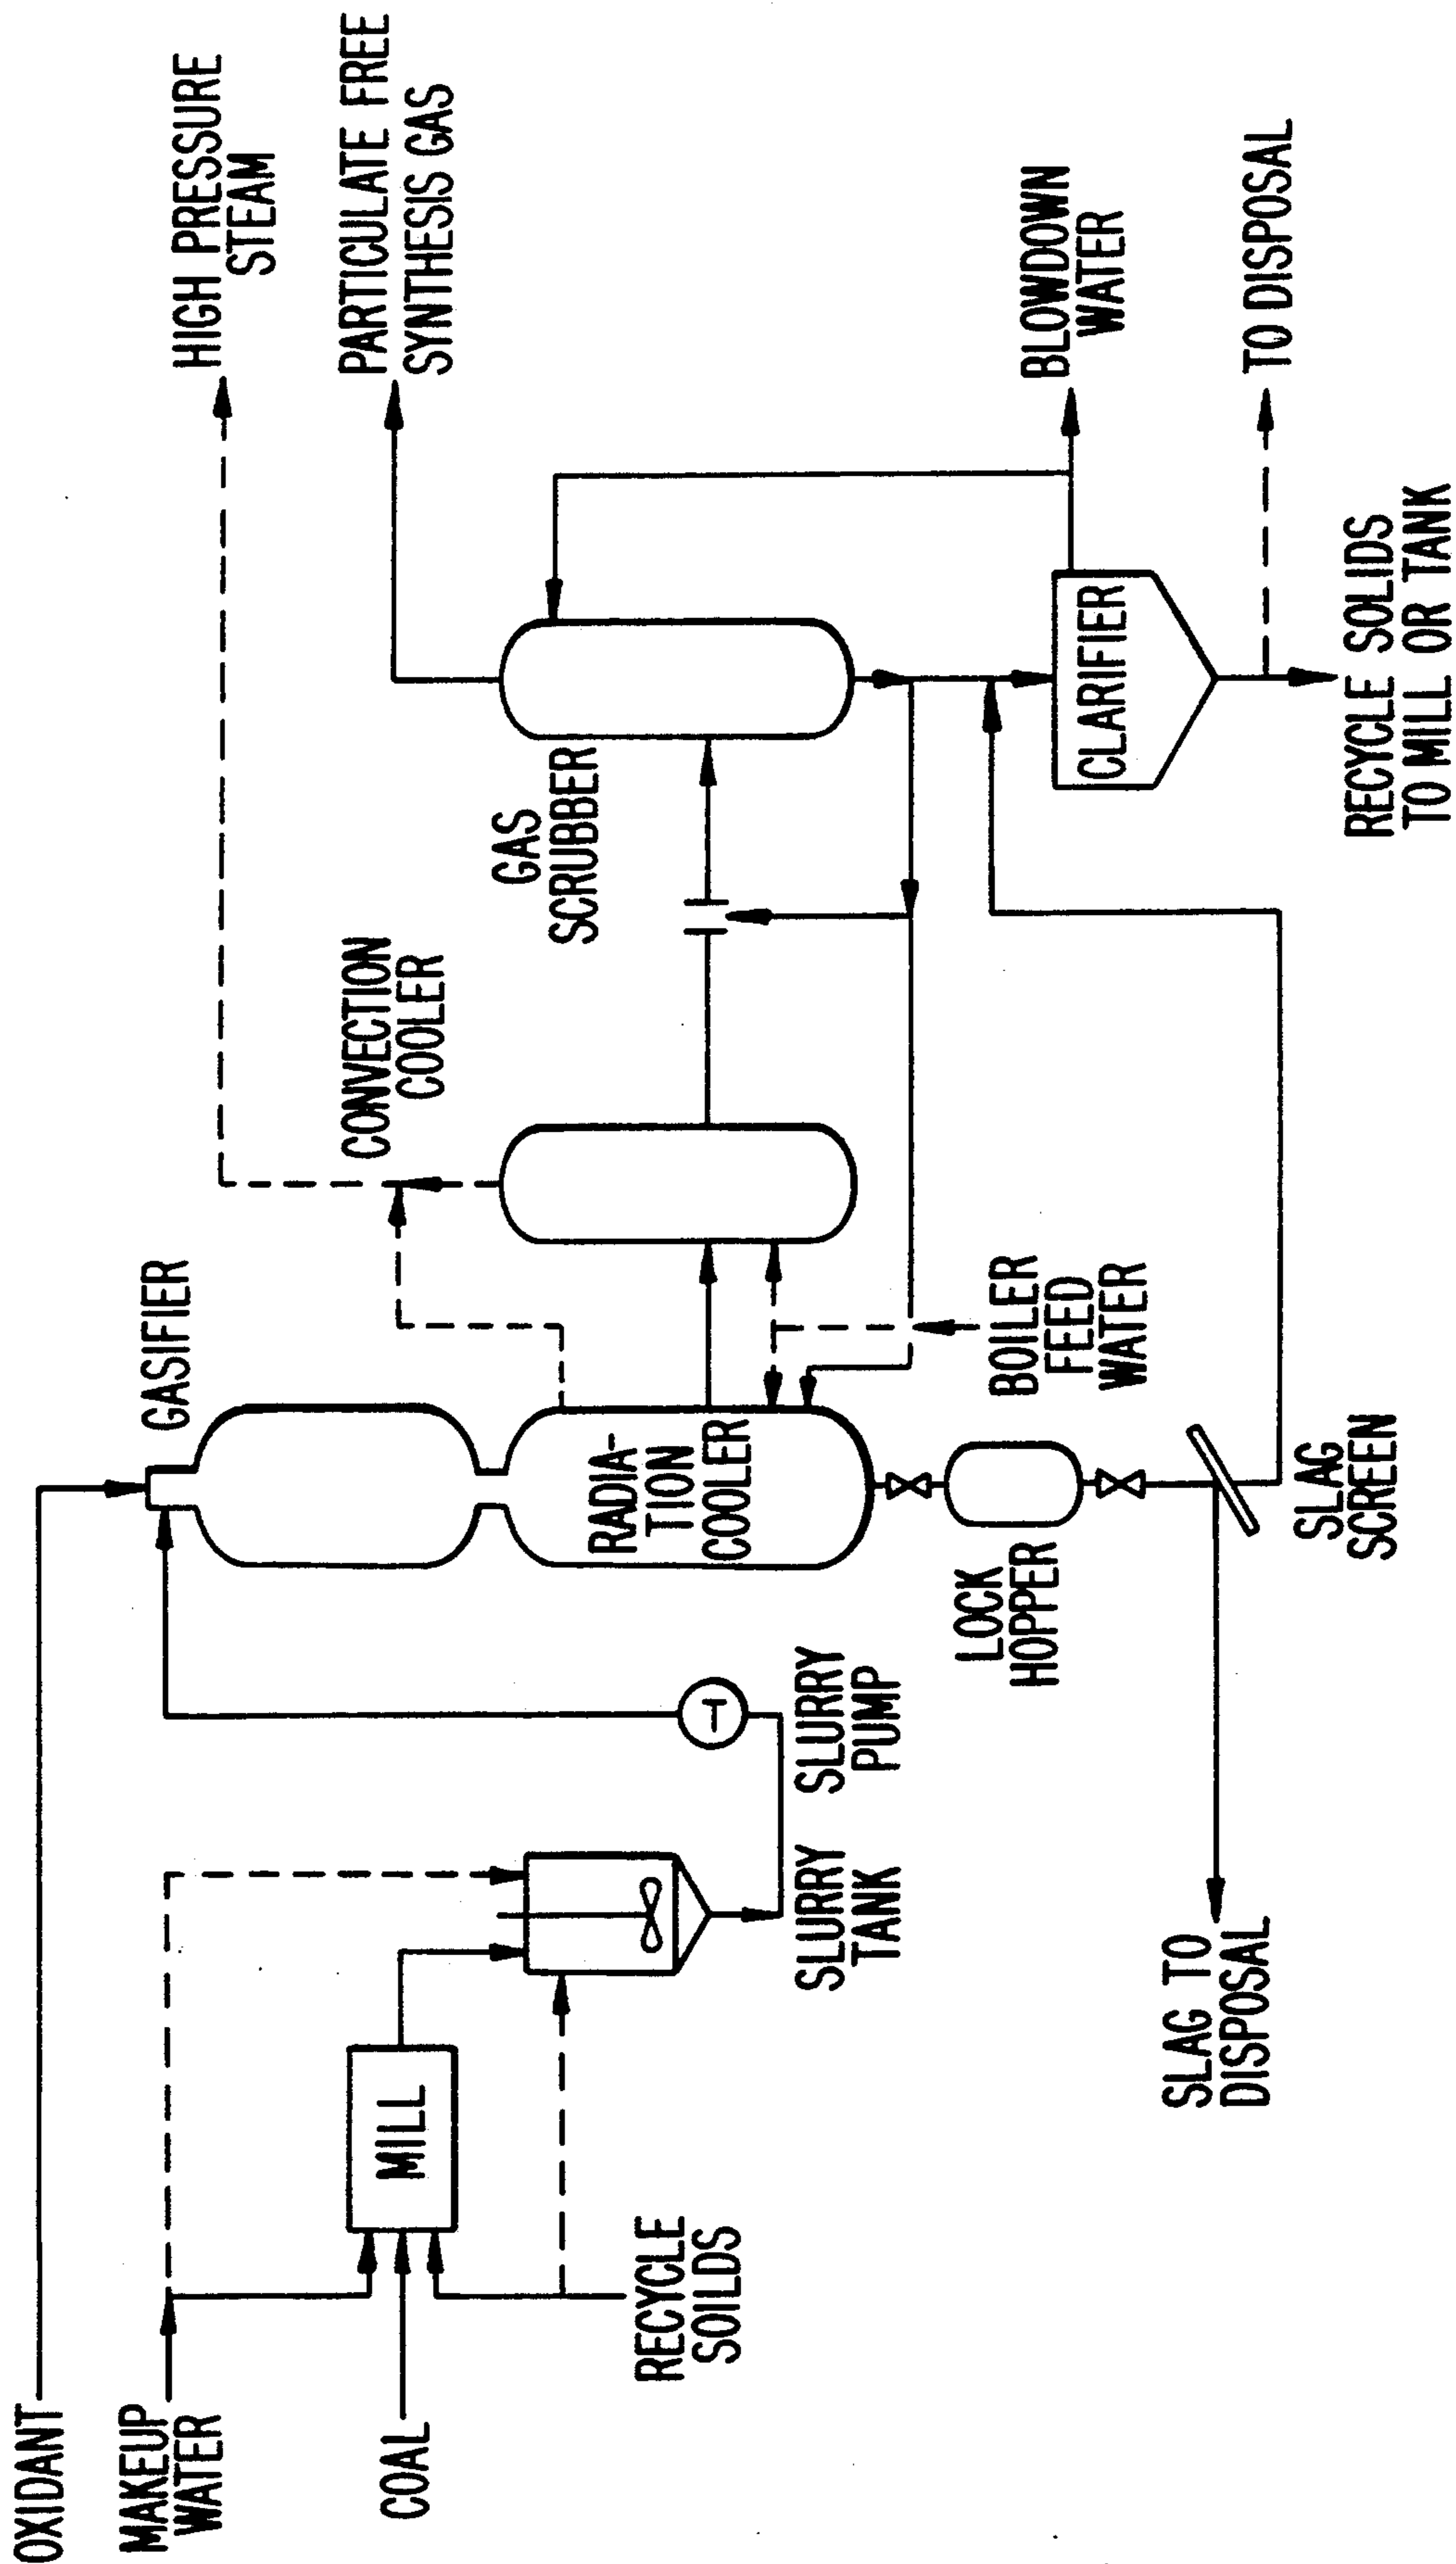 OXIDANT
MAKEUP
WATER
COAL
RECYCLE
SOILDS
MILL
SLURRY
TANK
SLURRY
PUMP
T
GASIFIER
RADIA-
TION
COOLER
LOCK
HOPPER
SLAG
SCREEN
SLAG TO
DISPOSAL
BOILER
FEED
WATER
CONVECTION
COOLER
GAS
SCRUBBER
CLARIFIER
HIGH PRESSURE
STEAM
PARTICULATE FREE
SYNTHESIS GAS
BLOWDOWN
WATER
TO DISPOSAL
RECYCLE SOLIDS
TO MILL OR TANK